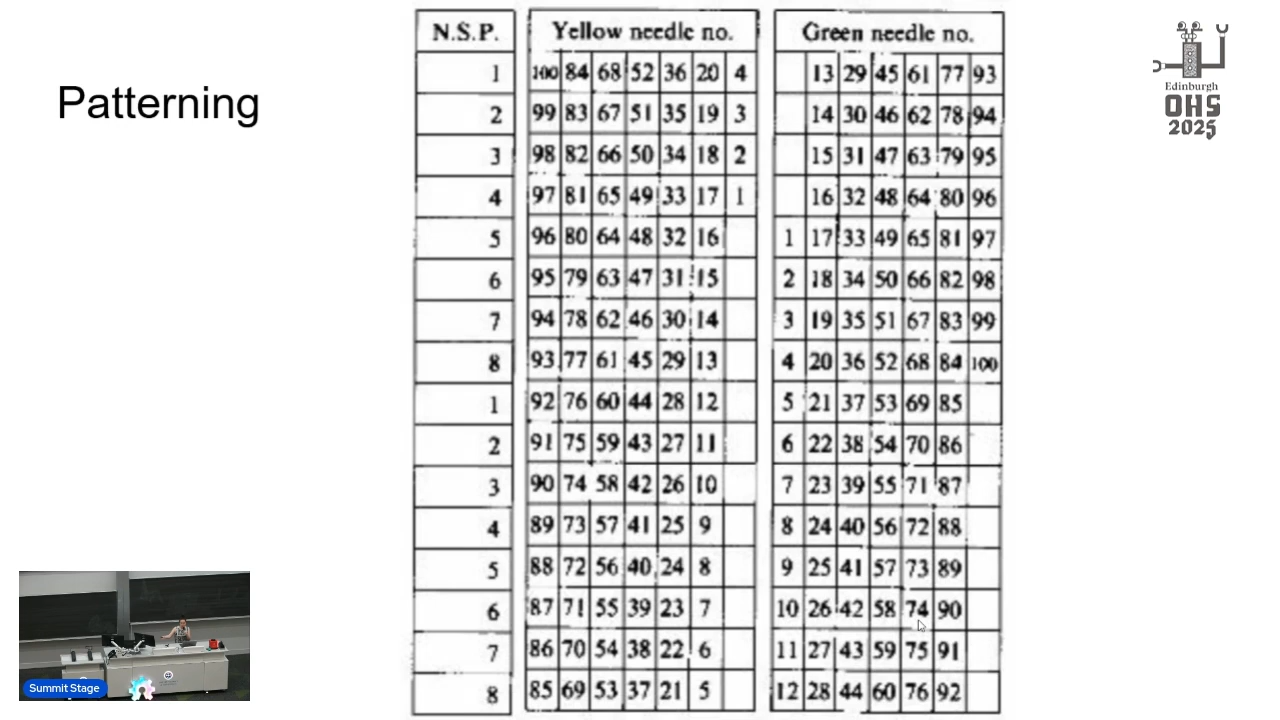 Patterning
N.S.P. Yellow needle no. Green needle no.
1 100 84 68 52 36 20 4 13 29 45 61 77 93
2 99 83 67 51 35 19 3 14 30 46 62 78 94
3 98 82 66 50 34 18 2 15 31 47 63 79 95
4 97 81 65 49 33 17 1 16 32 48 64 80 96
5 96 80 64 48 32 16 1 17 33 49 65 81 97
6 95 79 63 47 31 15 2 18 34 50 66 82 98
7 94 78 62 46 30 14 3 19 35 51 67 83 99
8 93 77 61 45 29 13 4 20 36 52 68 84 100
1 92 76 60 44 28 12 5 21 37 53 69 85
2 91 75 59 43 27 11 6 22 38 54 70 86
3 90 74 58 42 26 10 7 23 39 55 71 87
4 89 73 57 41 25 9 8 24 40 56 72 88
5 88 72 56 40 24 8 9 25 41 57 73 89
6 87 71 55 39 23 7 10 26 42 58 74 90
7 86 70 54 38 22 6 11 27 43 59 75 91
8 85 69 53 37 21 5 12 28 44 60 76 92
Edinburgh
OHS
2025
Summit Stage